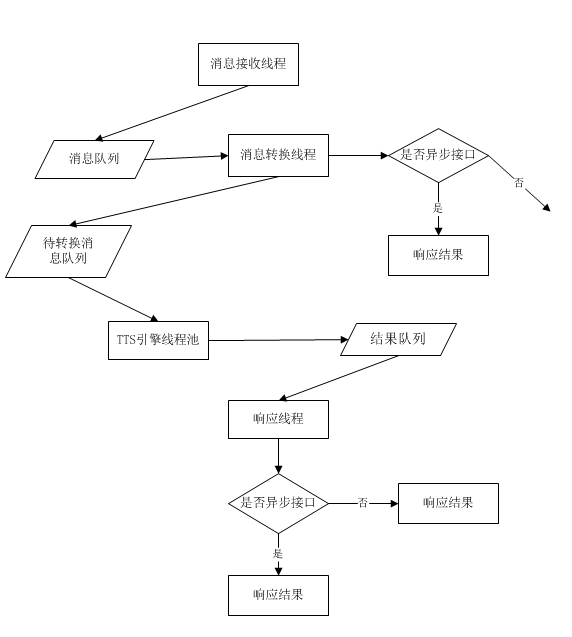 消息接收线程
消息队列
消息转换线程
是否异步接口
否
是
待转换消
息队列
响应结果
TTS引擎线程池
结果队列
响应线程
是否异步接口
否
响应结果
是
响应结果